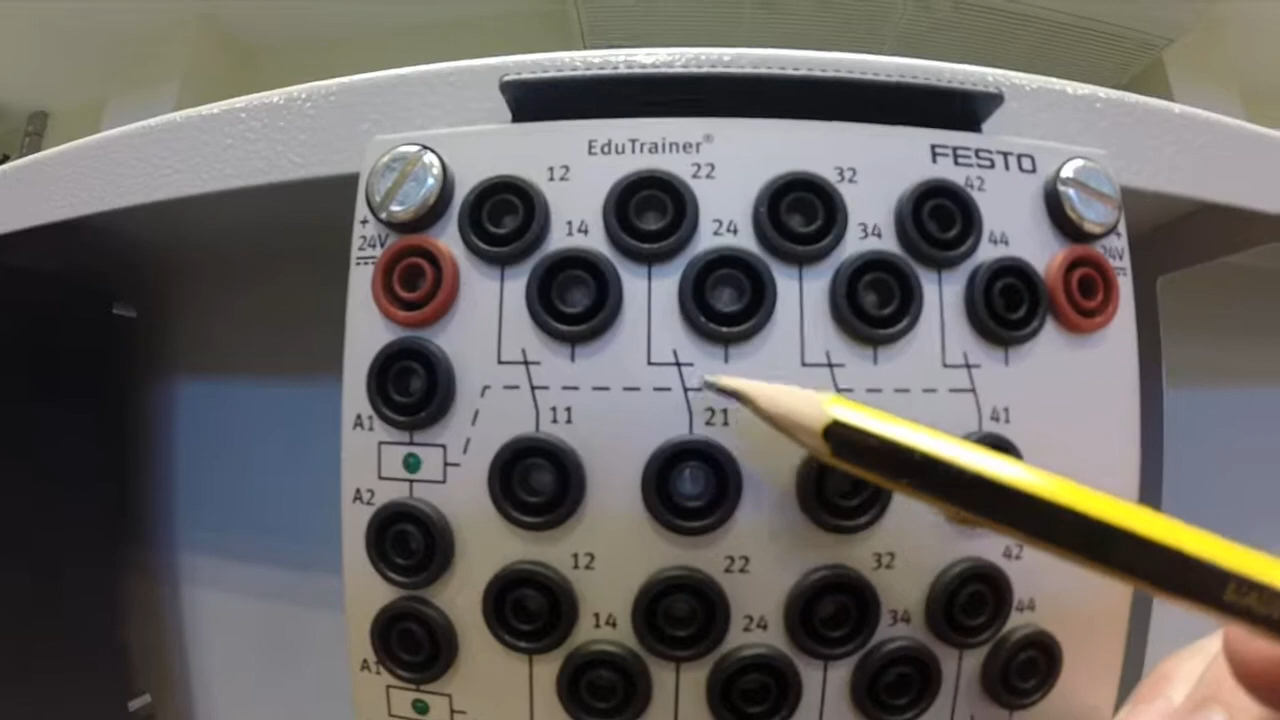 EduTrainer®
FESTO
12 22 32 42
14 24 34 44
+
24V
+
24V
A1
11 21 41
A2
12 22 32 42
14 24 34 44
A1